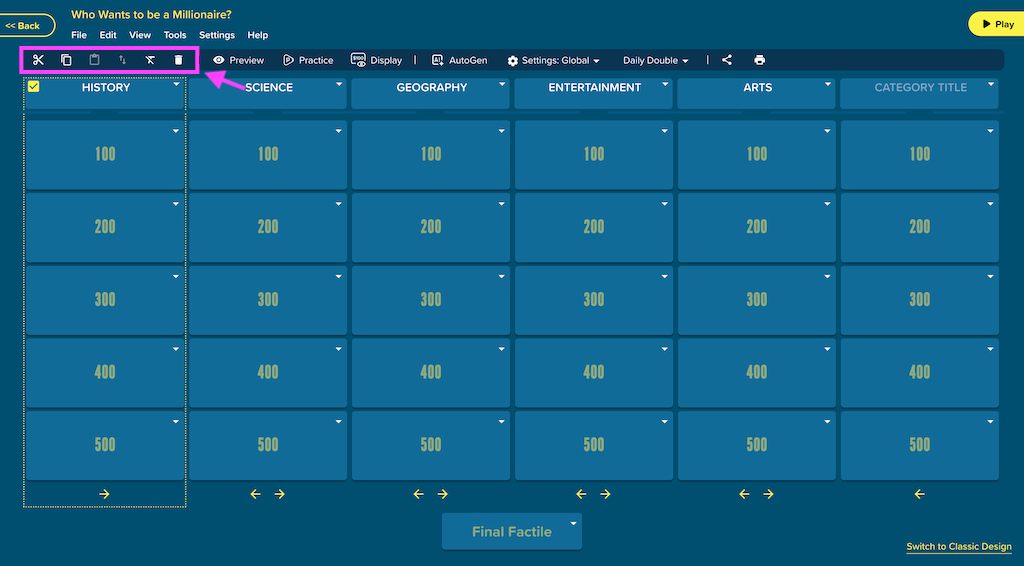 Who Wants to be a Millionaire?
<< Back
Play
File Edit View Tools Settings Help
Preview Practice $100 Display AutoGen Settings: Global Daily Double
HISTORY SCIENCE GEOGRAPHY ENTERTAINMENT ARTS CATEGORY TITLE
100 100 100 100 100 100
200 200 200 200 200 200
300 300 300 300 300 300
400 400 400 400 400 400
500 500 500 500 500 500
Final Factile
Switch to Classic Design